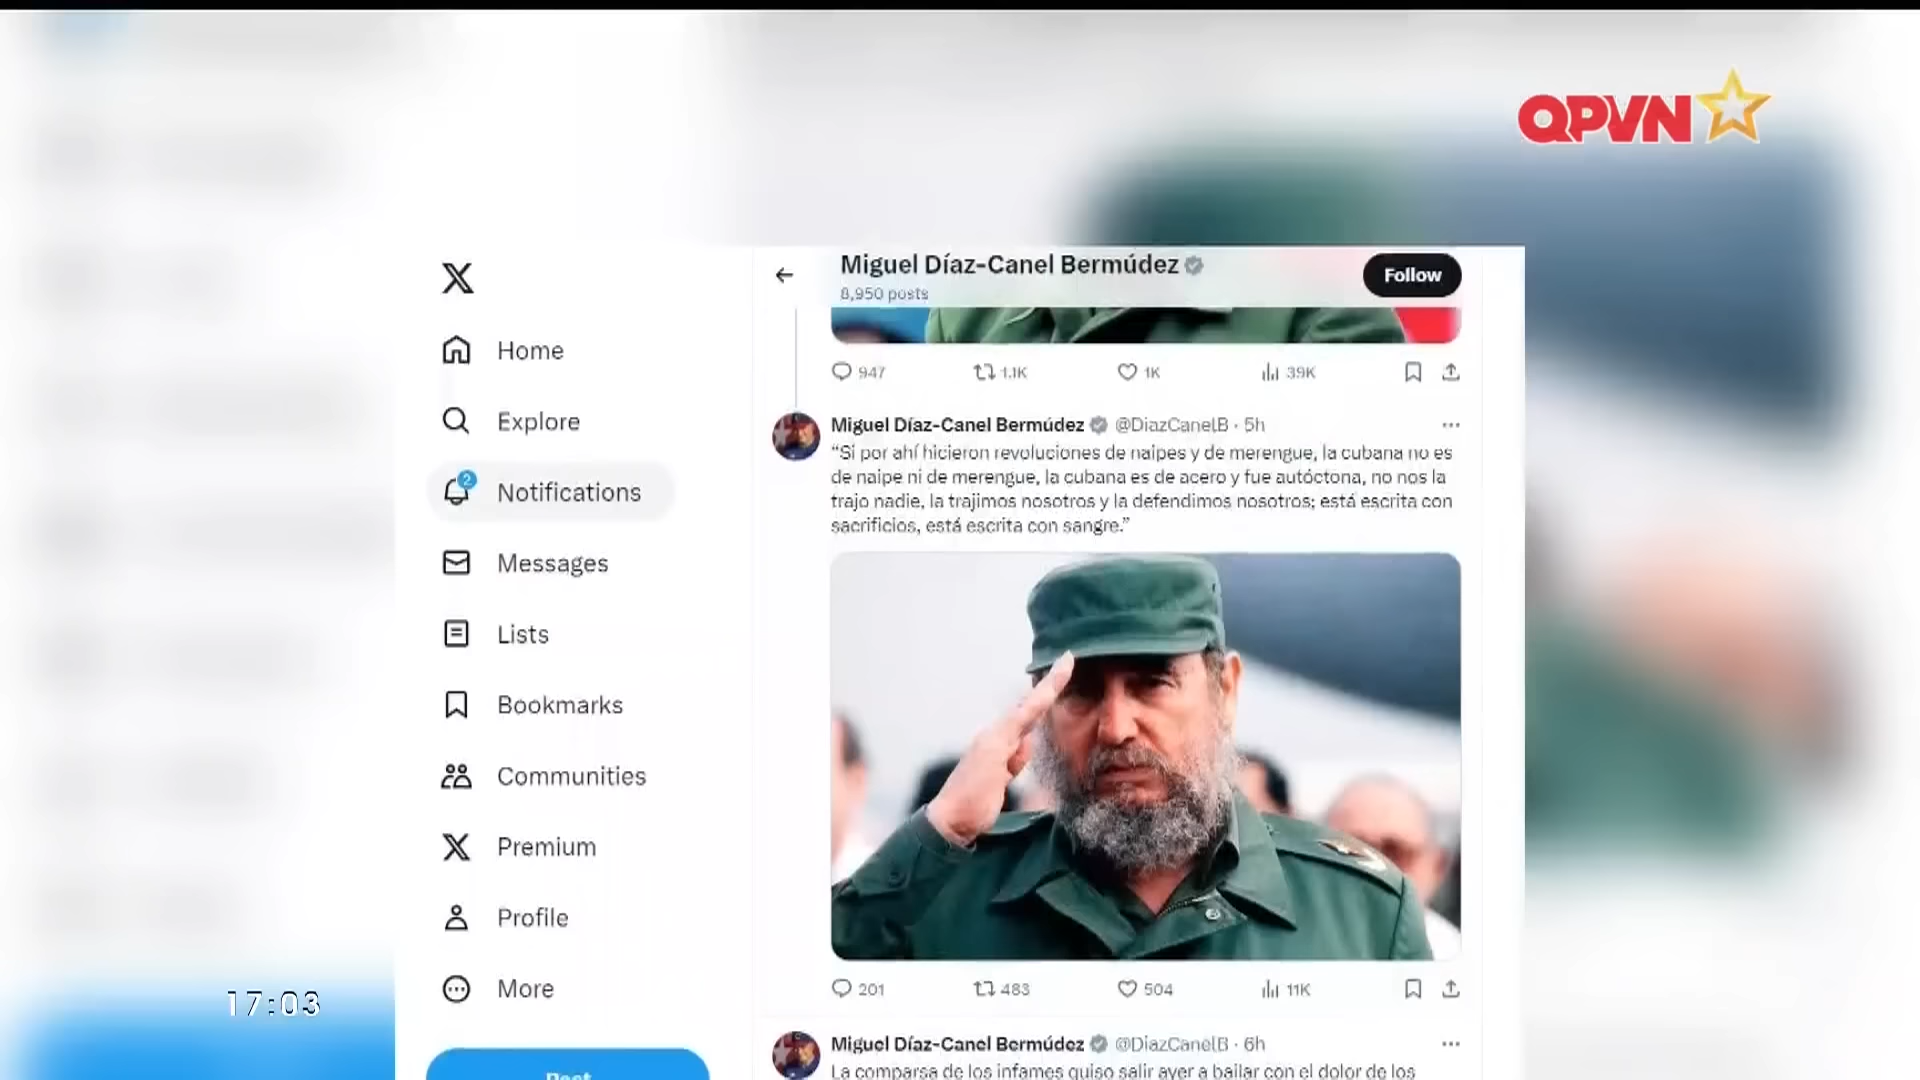 QPVN
Miguel Díaz-Canel Bermúdez
8,950 posts
Follow
Home
Explore
2
Notifications
Messages
Lists
Bookmarks
Communities
Premium
Profile
More
Post
947
1.1K
1K
39K
Miguel Díaz-Canel Bermúdez @DiazCanelB · 5h
“Si por ahí hicieron revoluciones de naipes y de merengue, la cubana no es
de naipe ni de merengue, la cubana es de acero y fue autóctona, no nos la
trajo nadie, la trajimos nosotros y la defendimos nosotros; está escrita con
sacrificios, está escrita con sangre.”
201
483
504
11K
Miguel Díaz-Canel Bermúdez @DiazCanelB · 6h
La comparsa de los infames quiso salir ayer a bailar con el dolor de los
17:03